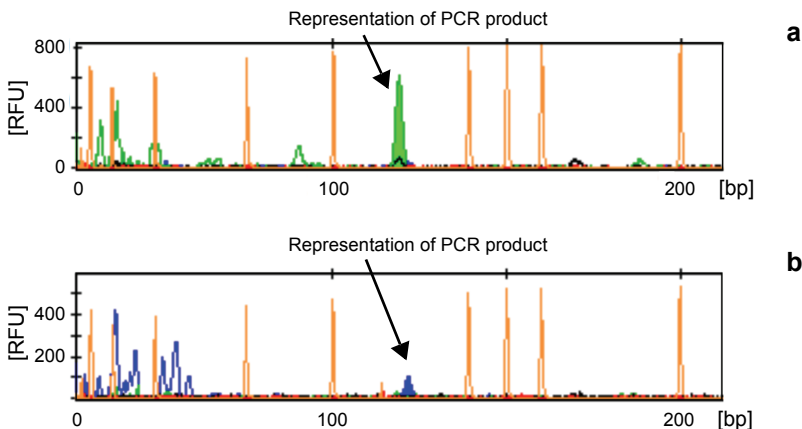 Representation of PCR product
a
800
400
0
[RFU]
0 100 200 [bp]
Representation of PCR product
b
400
200
0
[RFU]
0 100 200 [bp]